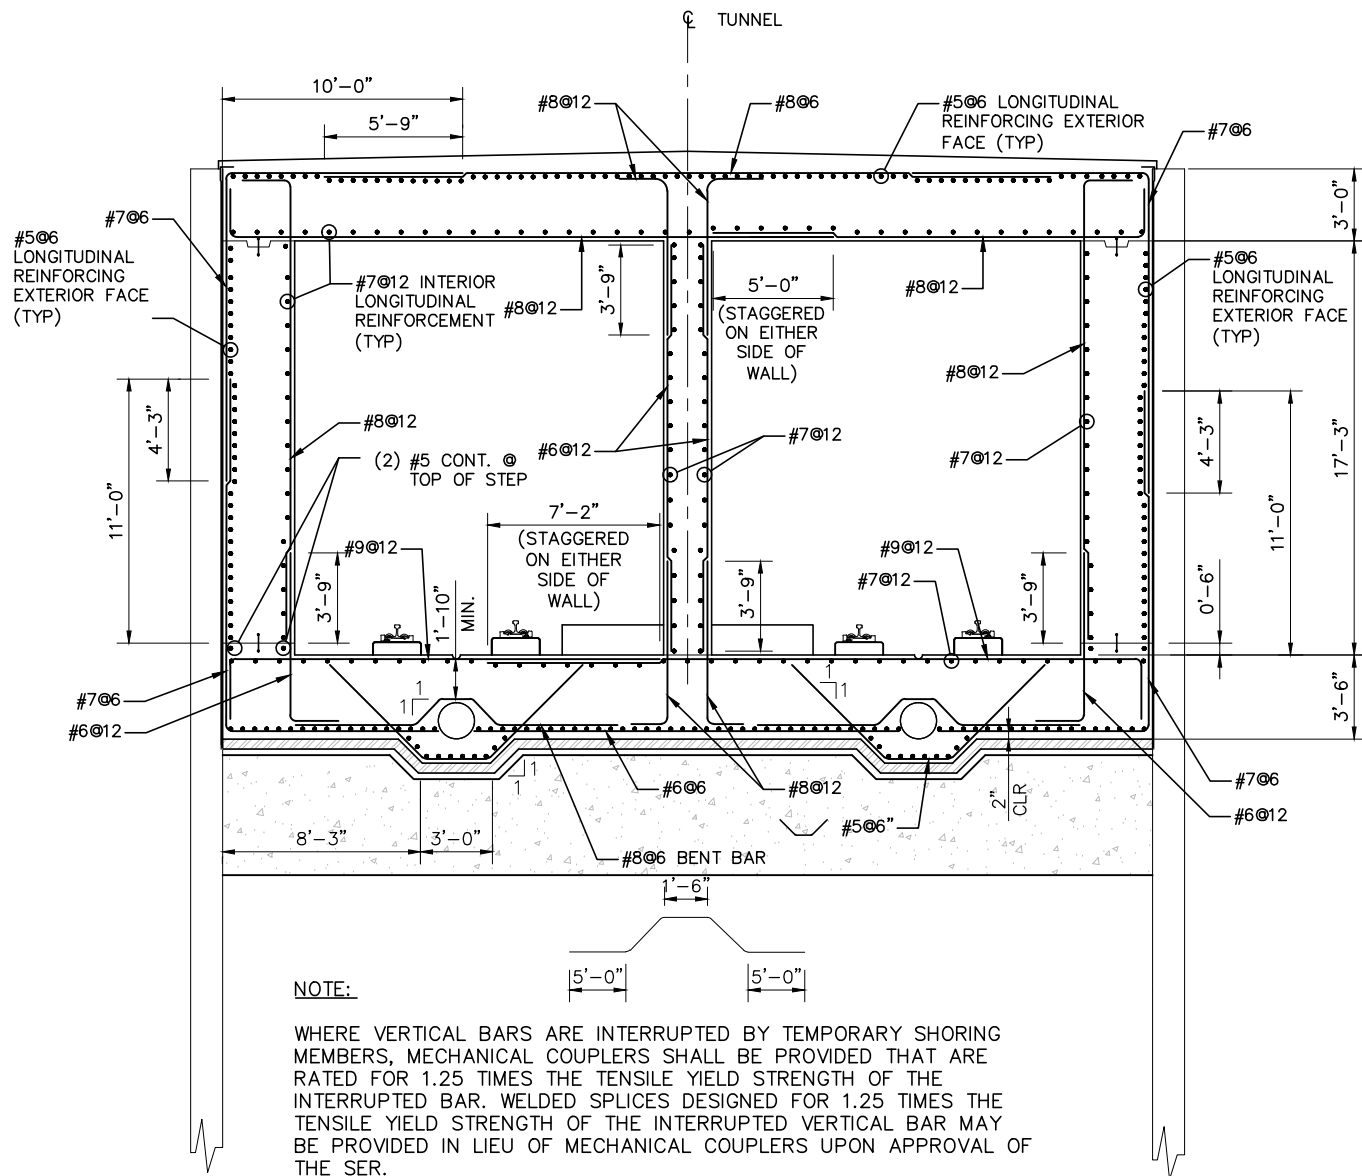 ℄ TUNNEL
10'-0"
5'-9"
#8@12
#8@6
#5@6 LONGITUDINAL
REINFORCING EXTERIOR
FACE (TYP)
#7@6
3'-0"
#7@6
#5@6
LONGITUDINAL
REINFORCING
EXTERIOR FACE
(TYP)
#7@12 INTERIOR
LONGITUDINAL
REINFORCEMENT
(TYP)
#8@12
3'-9"
5'-0"
(STAGGERED
ON EITHER
SIDE OF
WALL)
#8@12
#5@6
LONGITUDINAL
REINFORCING
EXTERIOR FACE
(TYP)
#8@12
4'-3"
11'-0"
#8@12
(2) #5 CONT. @
TOP OF STEP
#6@12
#7@12
#7@12
4'-3"
11'-0"
17'-3"
7'-2"
(STAGGERED
ON EITHER
SIDE OF
WALL)
#9@12
3'-9"
1'-10"
MIN.
3'-9"
#9@12
#7@12
3'-9"
0'-6"
3'-6"
#7@6
#6@12
1
1
1
1
1
1
#6@6
#8@12
2"
CLR
#7@6
#6@12
#5@6"
8'-3"
3'-0"
#8@6 BENT BAR
1'-6"
5'-0"
5'-0"
NOTE:
WHERE VERTICAL BARS ARE INTERRUPTED BY TEMPORARY SHORING
MEMBERS, MECHANICAL COUPLERS SHALL BE PROVIDED THAT ARE
RATED FOR 1.25 TIMES THE TENSILE YIELD STRENGTH OF THE
INTERRUPTED BAR. WELDED SPLICES DESIGNED FOR 1.25 TIMES THE
TENSILE YIELD STRENGTH OF THE INTERRUPTED VERTICAL BAR MAY
BE PROVIDED IN LIEU OF MECHANICAL COUPLERS UPON APPROVAL OF
THE SER.